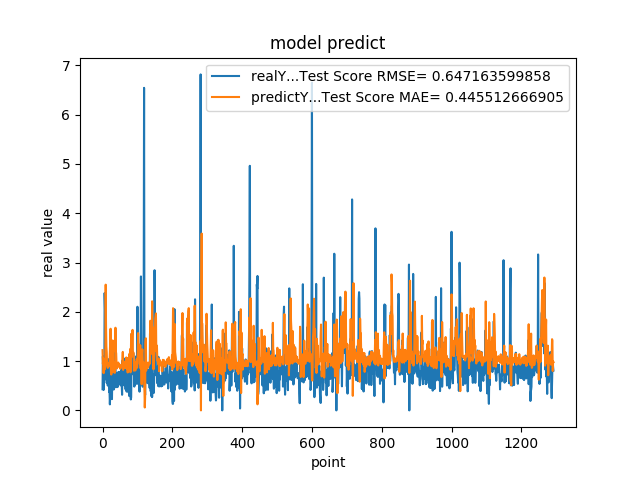 model predict
realY...Test Score RMSE= 0.647163599858
predictY...Test Score MAE= 0.445512666905
7
6
5
4
3
2
1
0
real value
0 200 400 600 800 1000 1200
point